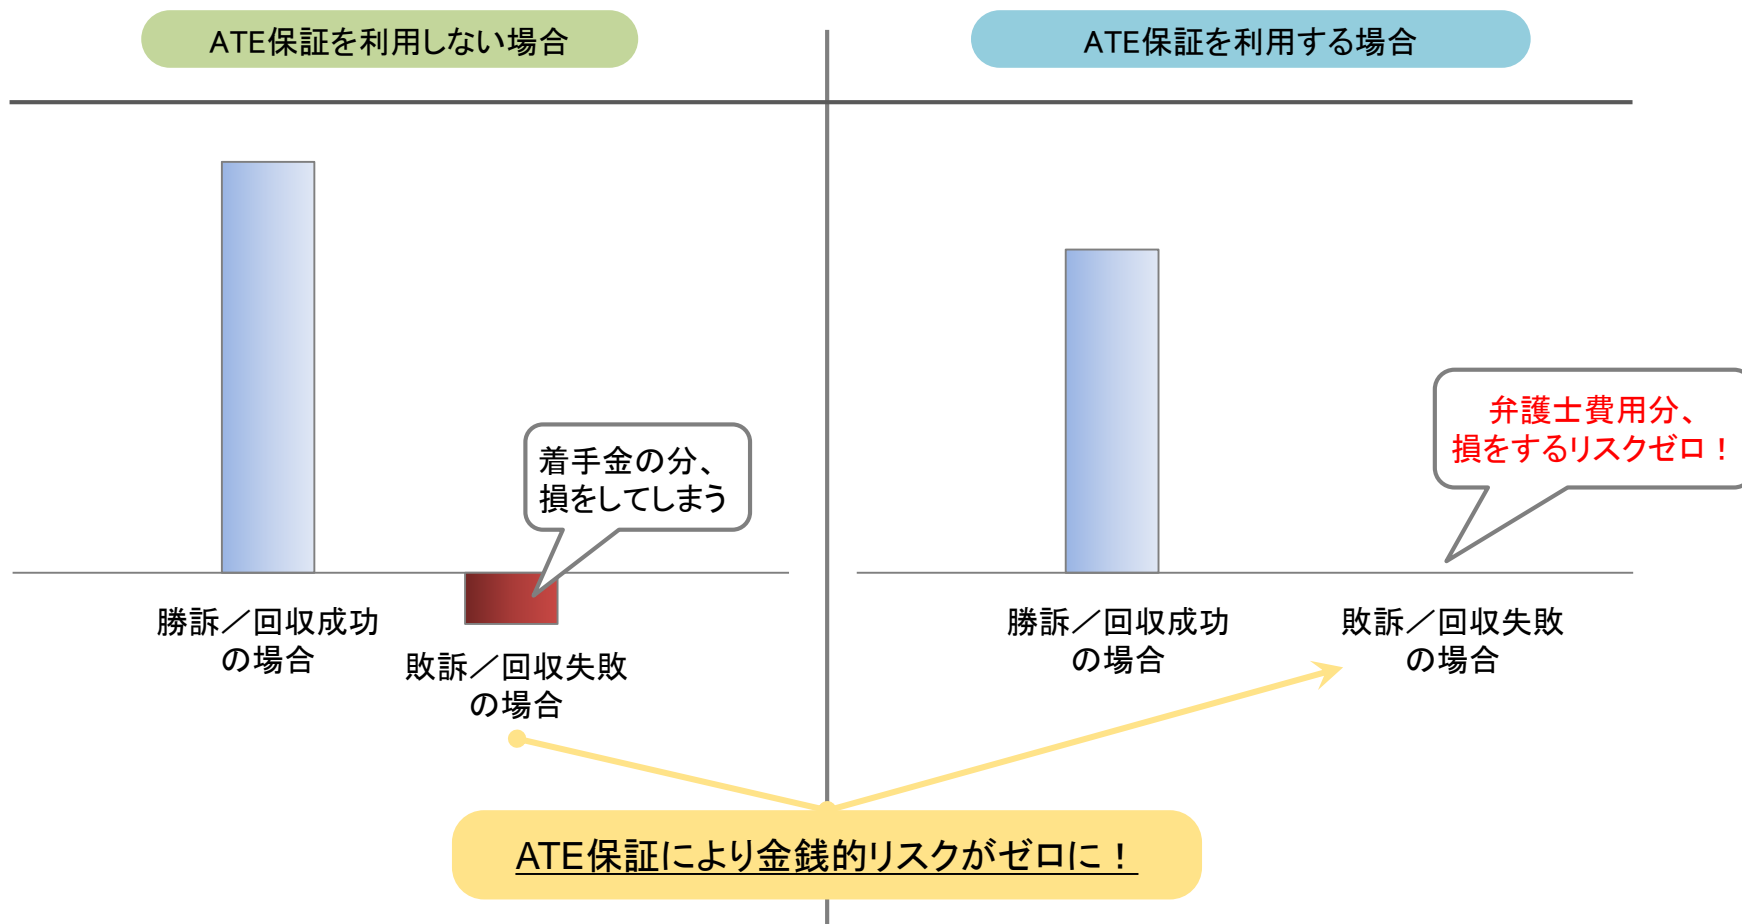 ATE保証を利用しない場合
ATE保証を利用する場合
着手金の分、
損をしてしまう
弁護士費用分、
損をするリスクゼロ！
勝訴／回収成功
の場合
敗訴／回収失敗
の場合
勝訴／回収成功
の場合
敗訴／回収失敗
の場合
ATE保証により金銭的リスクがゼロに！